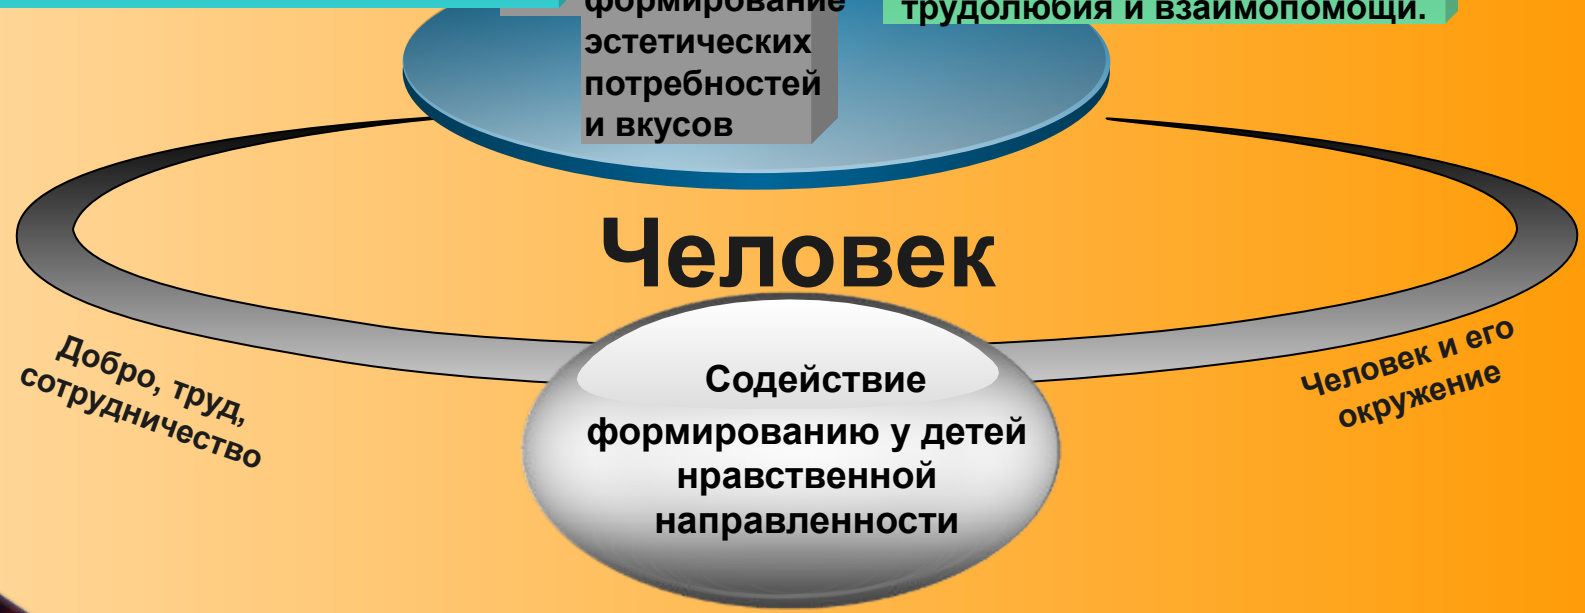 формирование
эстетических
потребностей
и вкусов
трудолюбия и взаимопомощи.
Человек
Добро, труд,
сотрудничество
Содействие
формированию у детей
нравственной
направленности
Человек и его
окружение